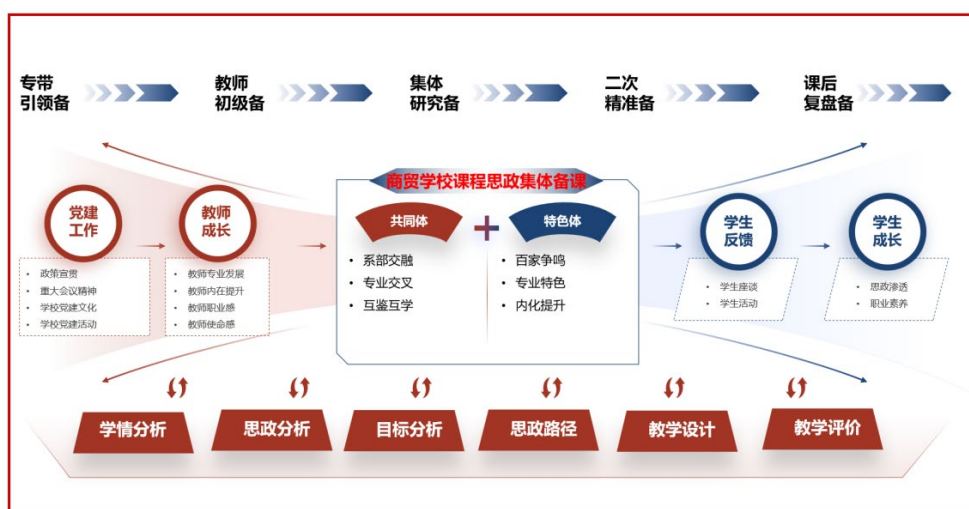 专带
引领备
教师
初级备
集体
研究备
二次
精准备
课后
复盘备
商贸学校课程思政集体备课
党建
工作
教师
成长
共同体
特色体
学生
反馈
学生
成长
• 政策宣贯
• 重大会议精神
• 学校党建文化
• 学校党建活动
• 教师专业发展
• 教师内在提升
• 教师职业感
• 教师使命感
• 系部交融
• 专业交叉
• 互鉴互学
• 百家争鸣
• 专业特色
• 内化提升
• 学生座谈
• 学生活动
• 思政渗透
• 职业素养
学情分析
思政分析
目标分析
思政路径
教学设计
教学评价